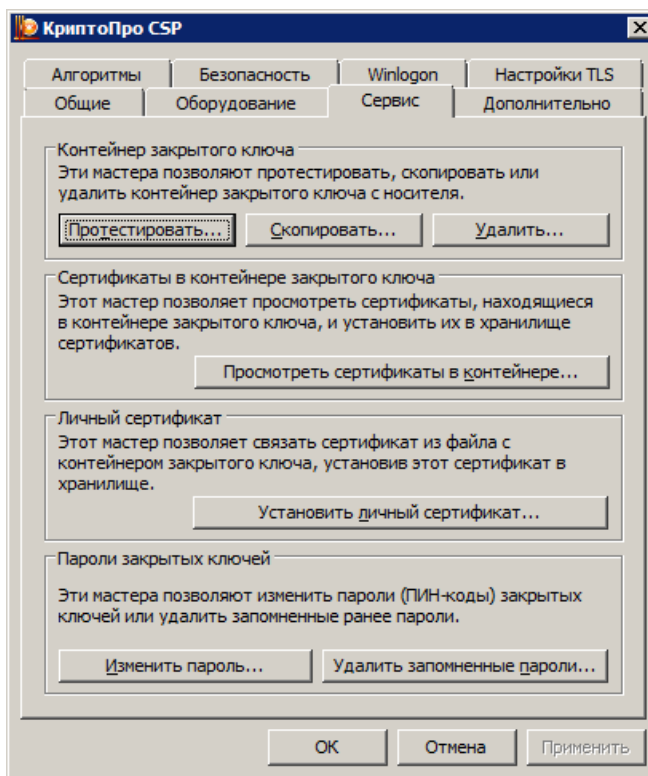 КриптоПро CSP
Алгоритмы Безопасность Winlogon Настройки TLS
Общие Оборудование Сервис Дополнительно
Контейнер закрытого ключа
Эти мастера позволяют протестировать, скопировать или
удалить контейнер закрытого ключа с носителя.
Протестировать... Скопировать... Удалить...
Сертификаты в контейнере закрытого ключа
Этот мастер позволяет просмотреть сертификаты, находящиеся
в контейнере закрытого ключа, и установить их в хранилище
сертификатов.
Просмотреть сертификаты в контейнере...
Личный сертификат
Этот мастер позволяет связать сертификат из файла с
контейнером закрытого ключа, установив этот сертификат в
хранилище.
Установить личный сертификат...
Пароли закрытых ключей
Эти мастера позволяют изменить пароли (ПИН-коды) закрытых
ключей или удалить запомненные ранее пароли.
Изменить пароль... Удалить запомненные пароли...
ОК Отмена Применить